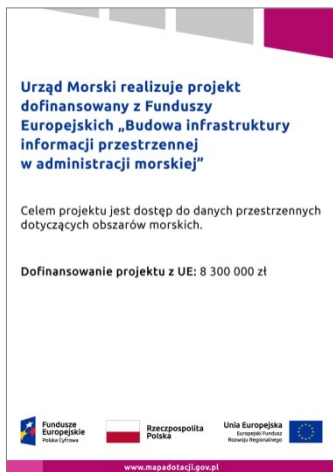 Urząd Morski realizuje projekt
dofinansowany z Funduszy
Europejskich „Budowa infrastruktury
informacji przestrzennej
w administracji morskiej”
Celem projektu jest dostęp do danych przestrzennych
dotyczących obszarów morskich.
Dofinansowanie projektu z UE: 8 300 000 zł
Fundusze
Europejskie
Polska Cyfrowa
Rzeczpospolita
Polska
Unia Europejska
Europejski Fundusz
Rozwoju Regionalnego
www.mapadotacji.gov.pl